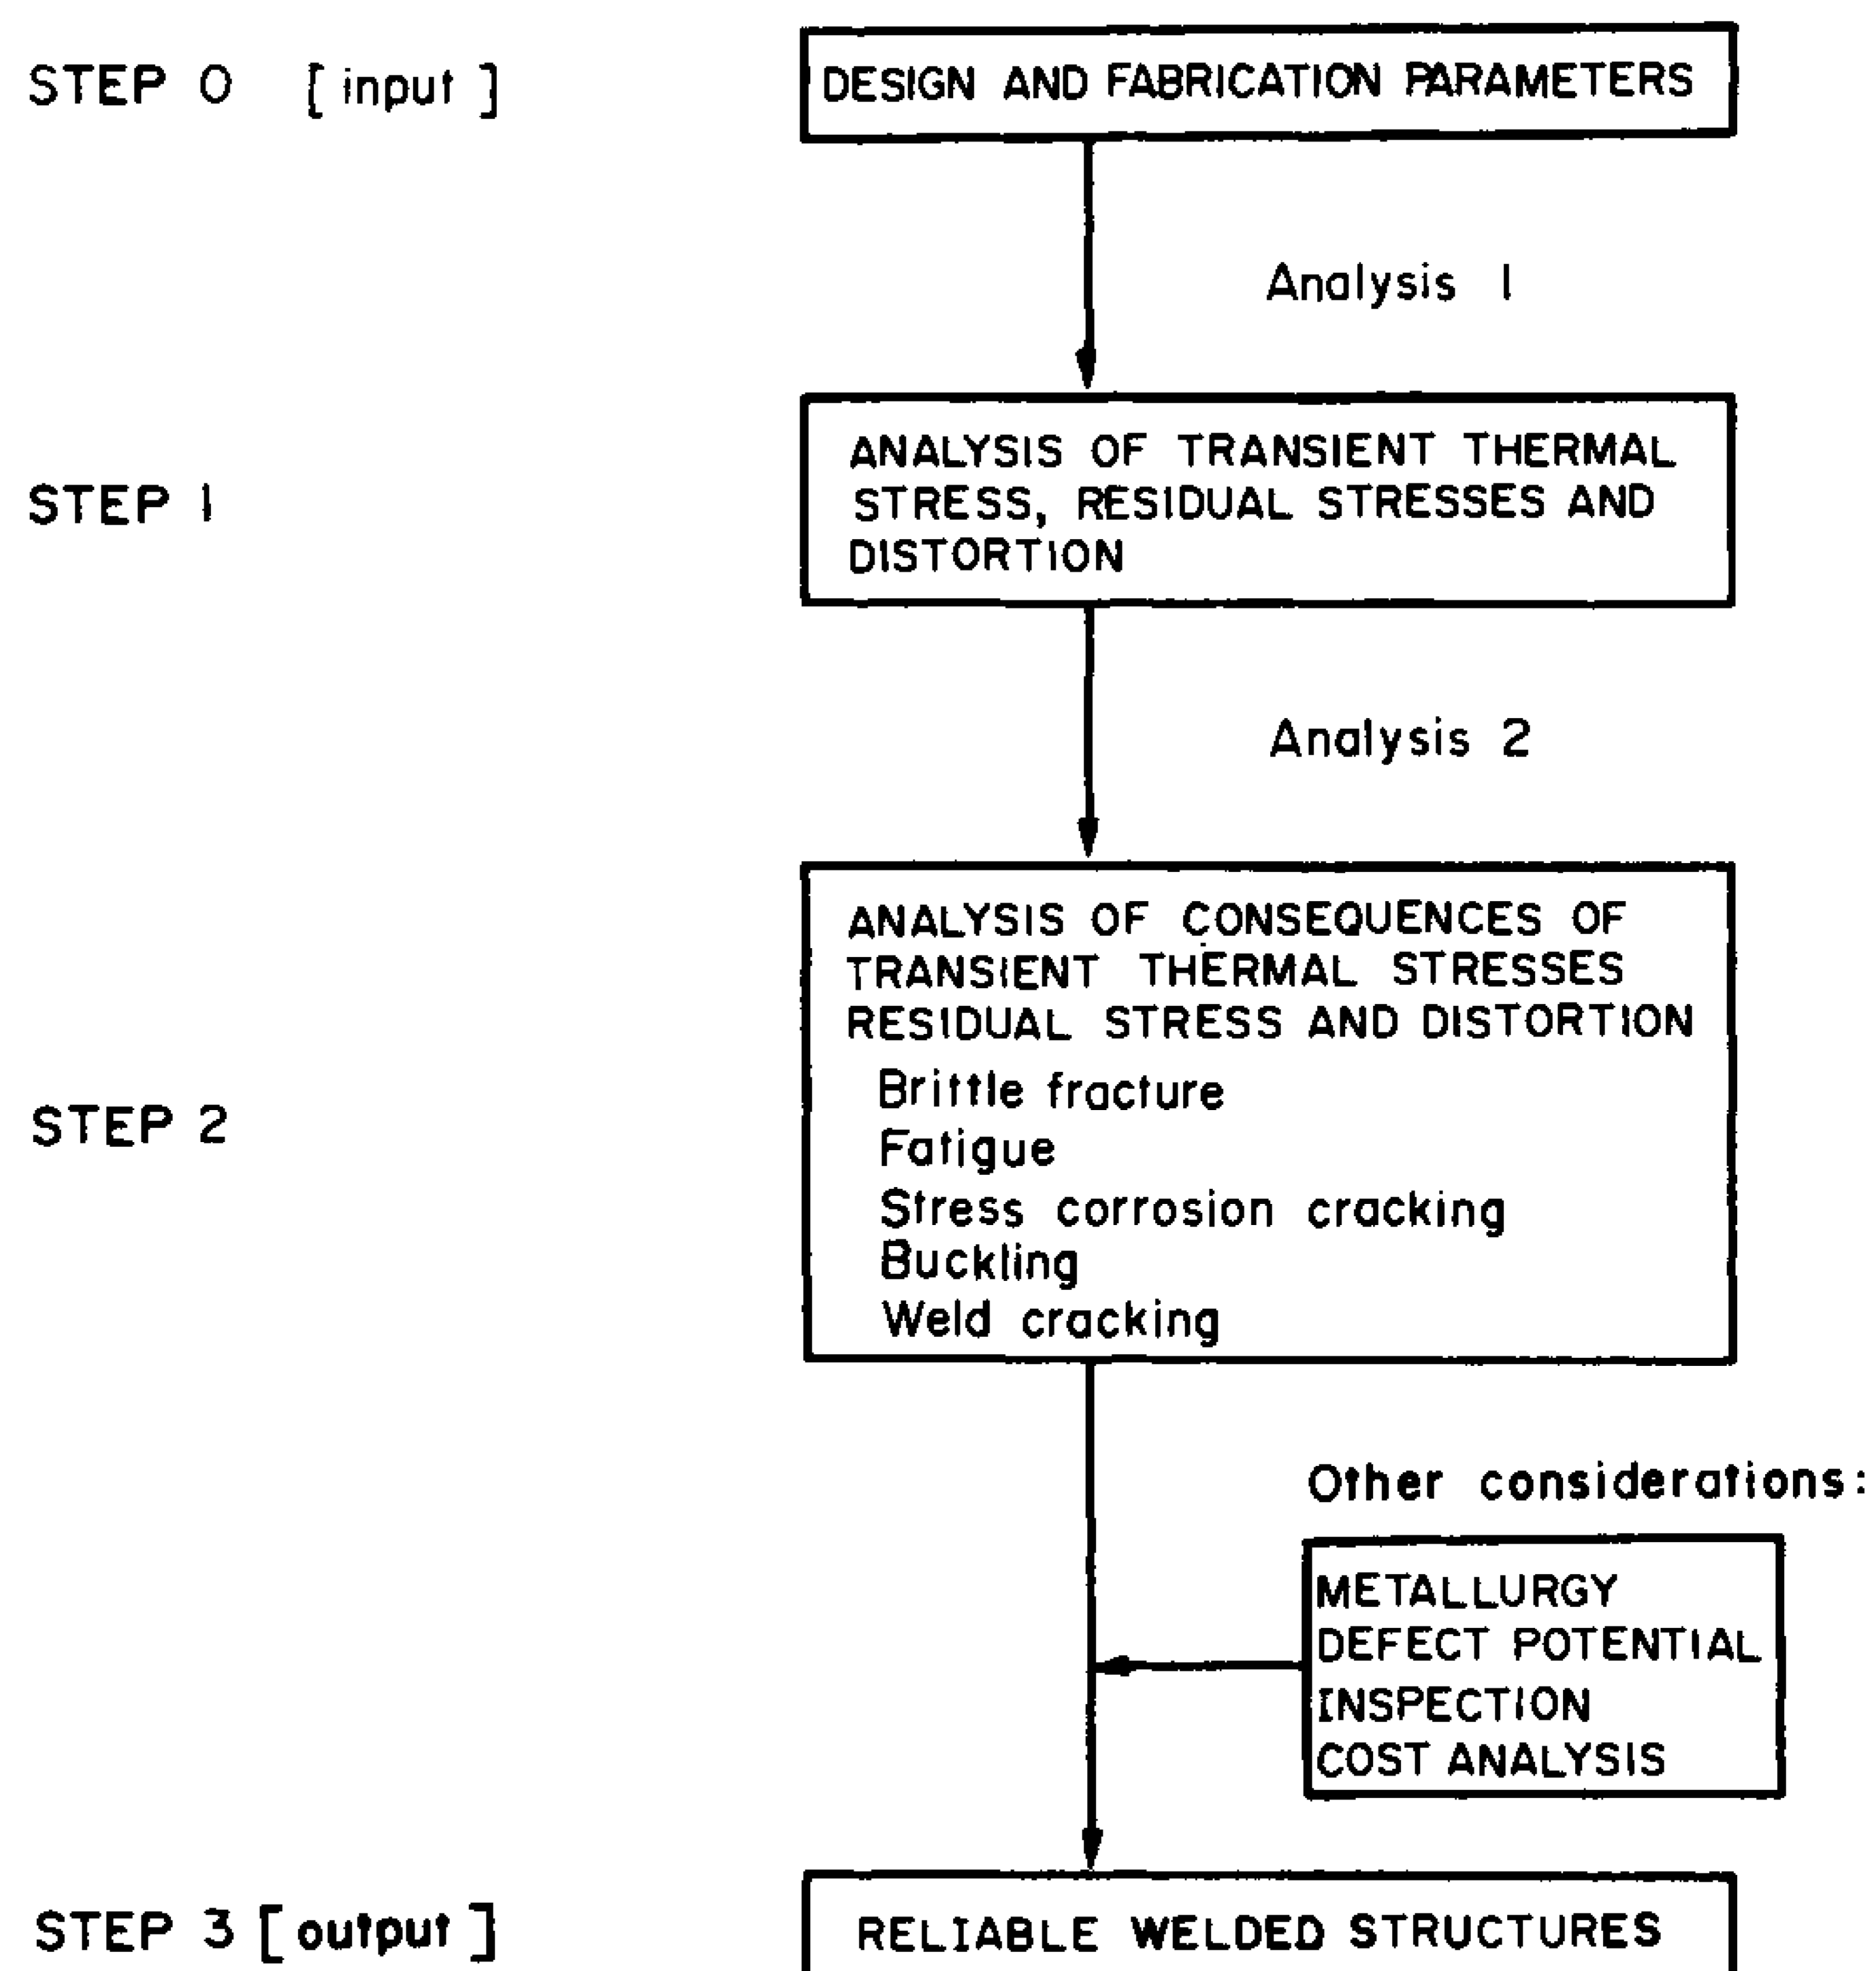 STEP 0 [input]
DESIGN AND FABRICATION PARAMETERS
Analysis 1
STEP 1
ANALYSIS OF TRANSIENT THERMAL
STRESS, RESIDUAL STRESSES AND
DISTORTION
Analysis 2
STEP 2
ANALYSIS OF CONSEQUENCES OF
TRANSIENT THERMAL STRESSES
RESIDUAL STRESS AND DISTORTION
Brittle fracture
Fatigue
Stress corrosion cracking
Buckling
Weld cracking
Other considerations:
METALLURGY
DEFECT POTENTIAL
INSPECTION
COST ANALYSIS
STEP 3 [output]
RELIABLE WELDED STRUCTURES